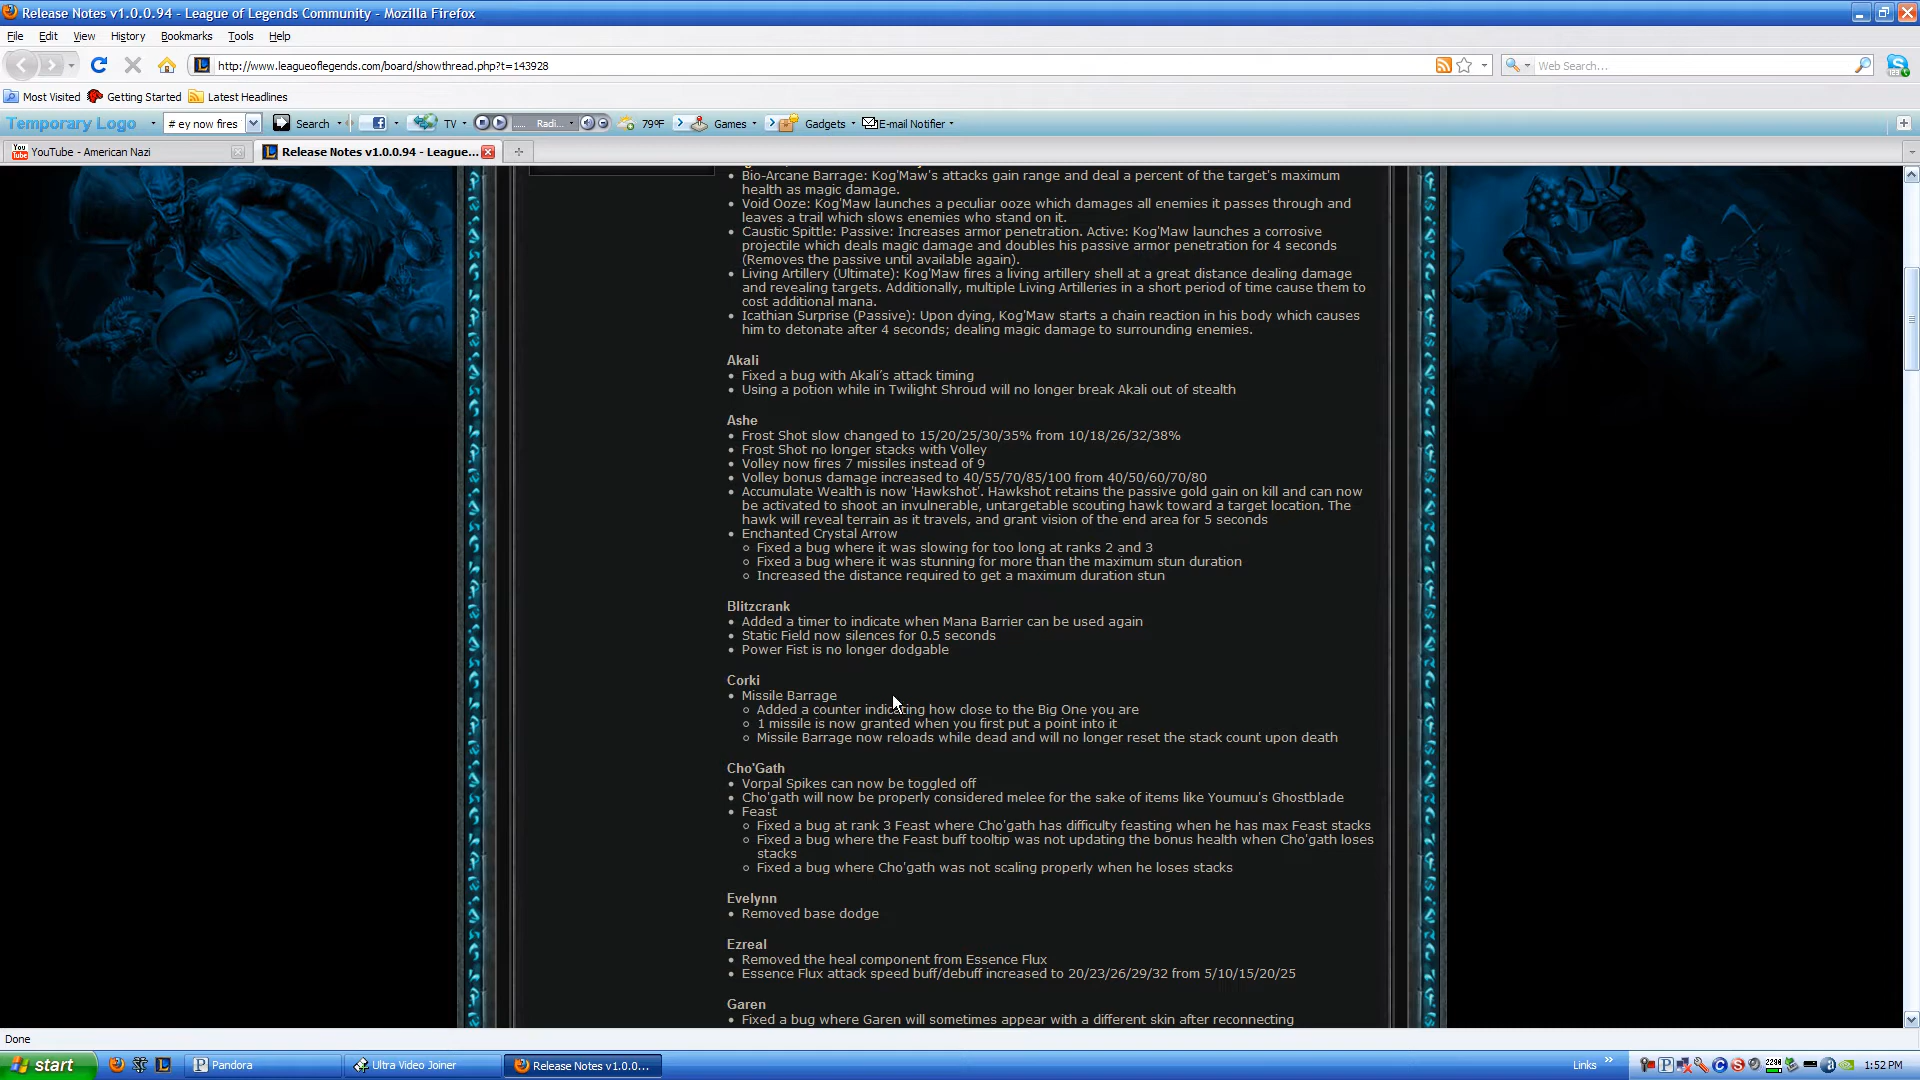 Release Notes v1.0.0.94 - League of Legends Community - Mozilla Firefox
File Edit View History Bookmarks Tools Help
http://www.leagueoflegends.com/board/showthread.php?t=143928
Web Search...
Most Visited Getting Started Latest Headlines
Temporary Logo # ey now fires Search TV Radi... 79°F Games Gadgets E-mail Notifier
YouTube - American Nazi
Release Notes v1.0.0.94 - League...
• Bio-Arcane Barrage: Kog'Maw's attacks gain range and deal a percent of the target's maximum
health as magic damage.
• Void Ooze: Kog'Maw launches a peculiar ooze which damages all enemies it passes through and
leaves a trail which slows enemies who stand on it.
• Caustic Spittle: Passive: Increases armor penetration. Active: Kog'Maw launches a corrosive
projectile which deals magic damage and doubles his passive armor penetration for 4 seconds
(Removes the passive until available again).
• Living Artillery (Ultimate): Kog'Maw fires a living artillery shell at a great distance dealing damage
and revealing targets. Additionally, multiple Living Artilleries in a short period of time cause them to
cost additional mana.
• Icathian Surprise (Passive): Upon dying, Kog'Maw starts a chain reaction in his body which causes
him to detonate after 4 seconds; dealing magic damage to surrounding enemies.
Akali
• Fixed a bug with Akali's attack timing
• Using a potion while in Twilight Shroud will no longer break Akali out of stealth
Ashe
• Frost Shot slow changed to 15/20/25/30/35% from 10/18/26/32/38%
• Frost Shot no longer stacks with Volley
• Volley now fires 7 missiles instead of 9
• Volley bonus damage increased to 40/55/70/85/100 from 40/50/60/70/80
• Accumulate Wealth is now 'Hawkshot'. Hawkshot retains the passive gold gain on kill and can now
be activated to shoot an invulnerable, untargetable scouting hawk toward a target location. The
hawk will reveal terrain as it travels, and grant vision of the end area for 5 seconds
• Enchanted Crystal Arrow
○ Fixed a bug where it was slowing for too long at ranks 2 and 3
○ Fixed a bug where it was stunning for more than the maximum stun duration
○ Increased the distance required to get a maximum duration stun
Blitzcrank
• Added a timer to indicate when Mana Barrier can be used again
• Static Field now silences for 0.5 seconds
• Power Fist is no longer dodgable
Corki
• Missile Barrage
○ Added a counter indicating how close to the Big One you are
○ 1 missile is now granted when you first put a point into it
○ Missile Barrage now reloads while dead and will no longer reset the stack count upon death
Cho'Gath
• Vorpal Spikes can now be toggled off
• Cho'gath will now be properly considered melee for the sake of items like Youmuu's Ghostblade
• Feast
○ Fixed a bug at rank 3 Feast where Cho'gath has difficulty feasting when he has max Feast stacks
○ Fixed a bug where the Feast buff tooltip was not updating the bonus health when Cho'gath loses
stacks
○ Fixed a bug where Cho'gath was not scaling properly when he loses stacks
Evelynn
• Removed base dodge
Ezreal
• Removed the heal component from Essence Flux
• Essence Flux attack speed buff/debuff increased to 20/23/26/29/32 from 5/10/15/20/25
Garen
• Fixed a bug where Garen will sometimes appear with a different skin after reconnecting
Done
start Pandora Ultra Video Joiner Release Notes v1.0.0... Links » 1:52 PM